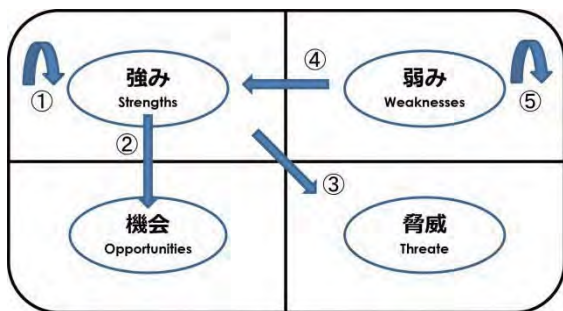 強み
Strengths
①
②
④
弱み
Weaknesses
⑤
③
機会
Opportunities
脅威
Threate